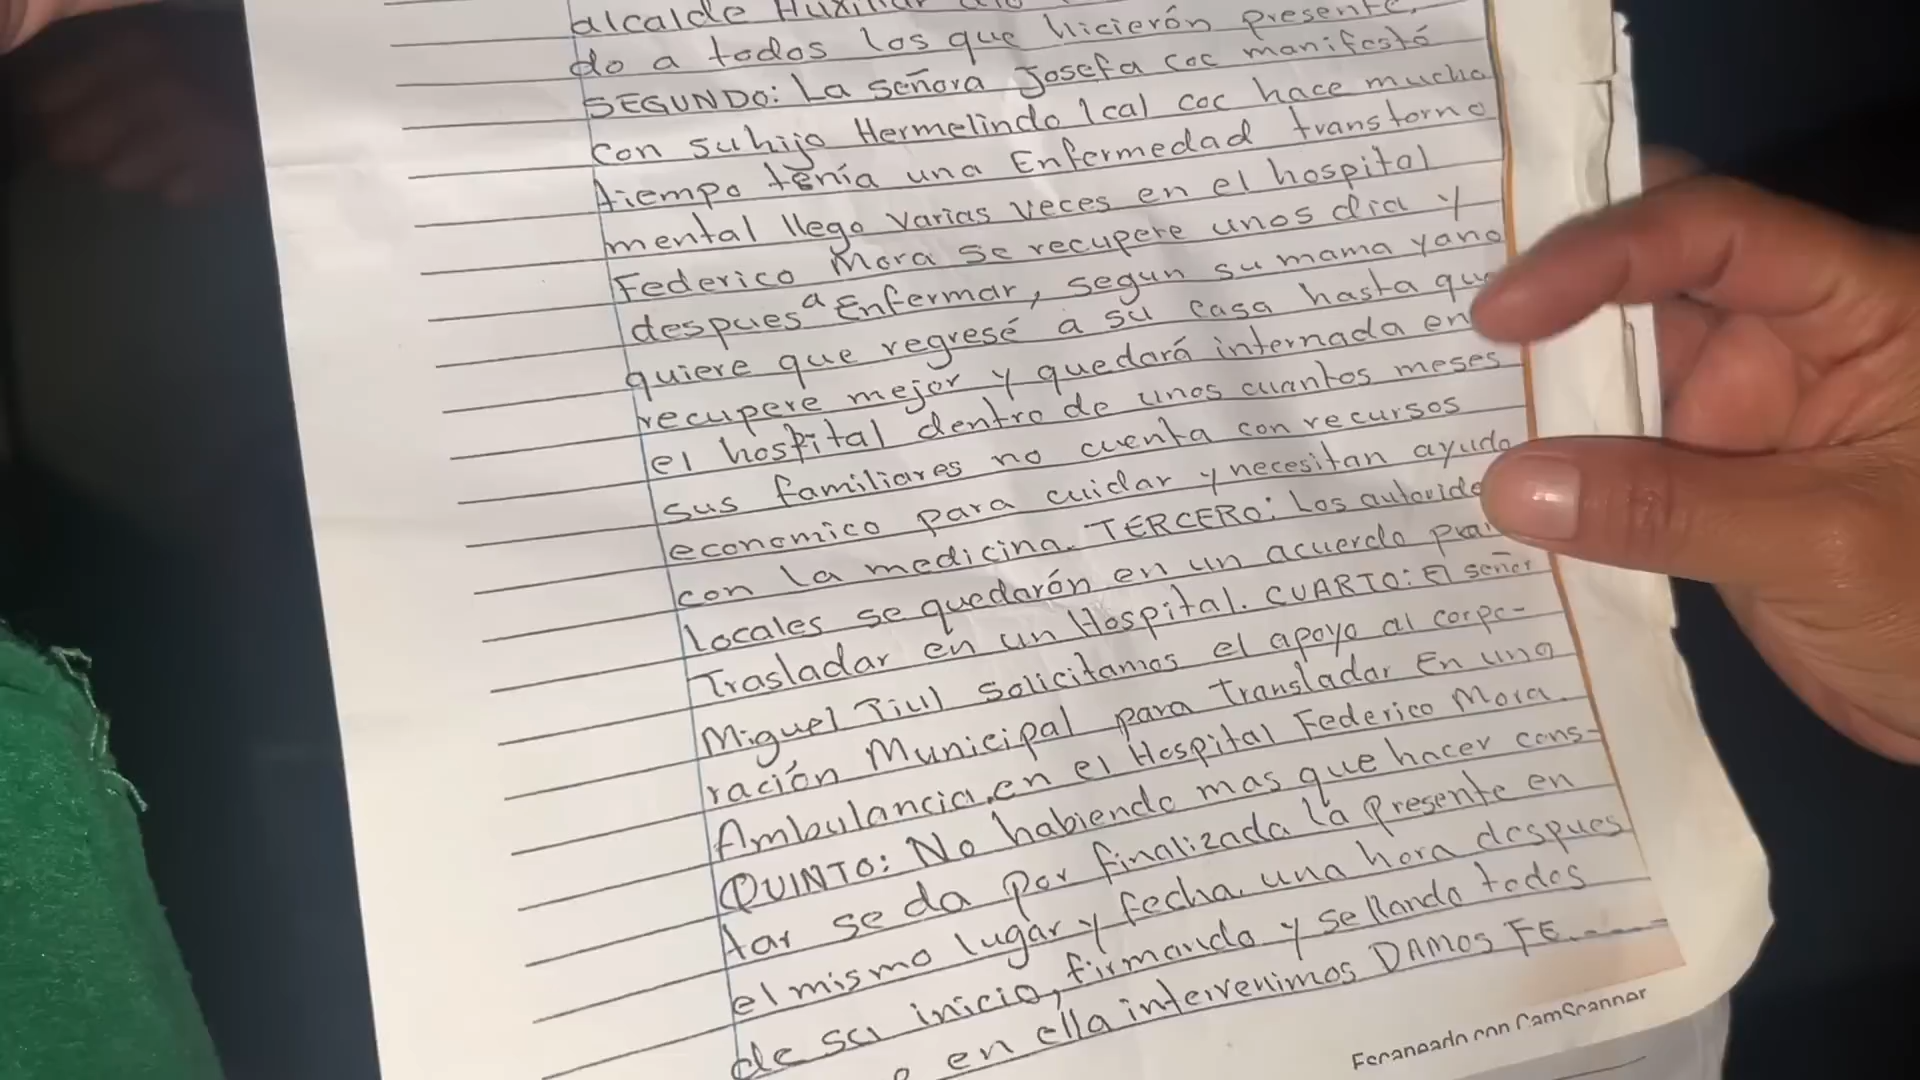 alcalde Auxiliar
do a todos los que hicierón presente.
SEGUNDO: La señora Josefa coc manifestó
con su hijo Hermelindo Ical coc hace mucha
tiempo tenía una Enfermedad transtorno
mental llego varias veces en el hospital
Federico Mora se recupere unos dia y
despues a Enfermar, segun su mama yano
quiere que regresé a su casa hasta que
recupere mejor y quedará internada en
el hospital dentro de unos cuantos meses
sus familiares no cuenta con recursos
economico para cuidar y necesitan ayuda
con la medicina. TERCERO: Los autorida
Locales se quedarón en un acuerdo para
Trasladar en un Hospital. CUARTO: El señor
Miguel Tiul solicitamos el apoyo al corpo-
ración Municipal para Transladar En una
Ambulancia, en el Hospital Federico Mora.
QUINTO: No habiendo mas que hacer cons-
tar se da por finalizada la presente en
el mismo lugar y fecha. una hora despues
de su inicio, firmando y sellando todos
en ella intervenimos DAMOS FE.----
Escaneado con CamScanner